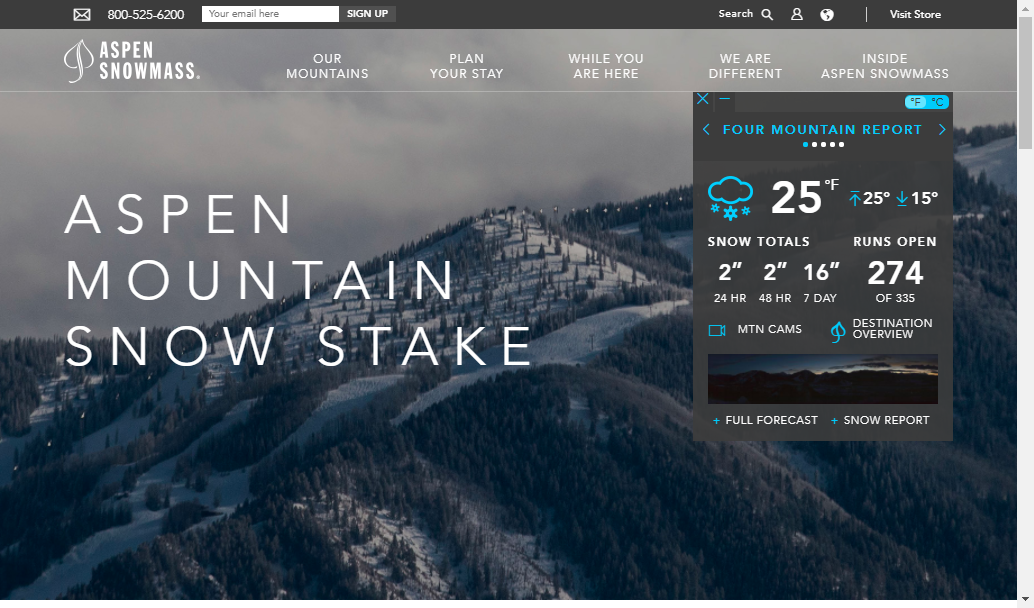 800-525-6200
Your email here
SIGN UP
Search
Visit Store
ASPEN
SNOWMASS®
OUR
MOUNTAINS
PLAN
YOUR STAY
WHILE YOU
ARE HERE
WE ARE
DIFFERENT
INSIDE
ASPEN SNOWMASS
°F °C
FOUR MOUNTAIN REPORT
25°F
25° 15°
SNOW TOTALS
RUNS OPEN
2” 2” 16”
274
24 HR 48 HR 7 DAY
OF 335
MTN CAMS
DESTINATION
OVERVIEW
+ FULL FORECAST
+ SNOW REPORT
ASPEN
MOUNTAIN
SNOW STAKE